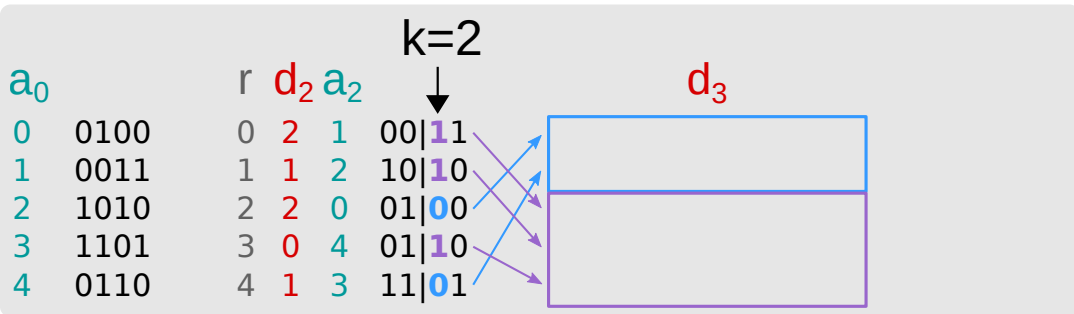 k=2
a0 r d2 a2 d3
0 0100 0 2 1 00|11
1 0011 1 1 2 10|10
2 1010 2 2 0 01|00
3 1101 3 0 4 01|10
4 0110 4 1 3 11|01